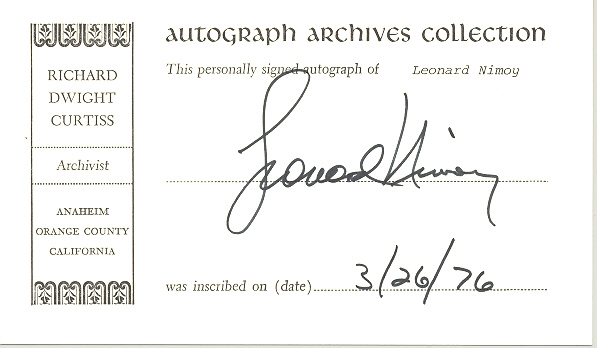 autograph archives collection
RICHARD
DWIGHT
CURTISS
Archivist
ANAHEIM
ORANGE COUNTY
CALIFORNIA
This personally signed autograph of Leonard Nimoy
Leonard Nimoy
was inscribed on (date) 3/26/76